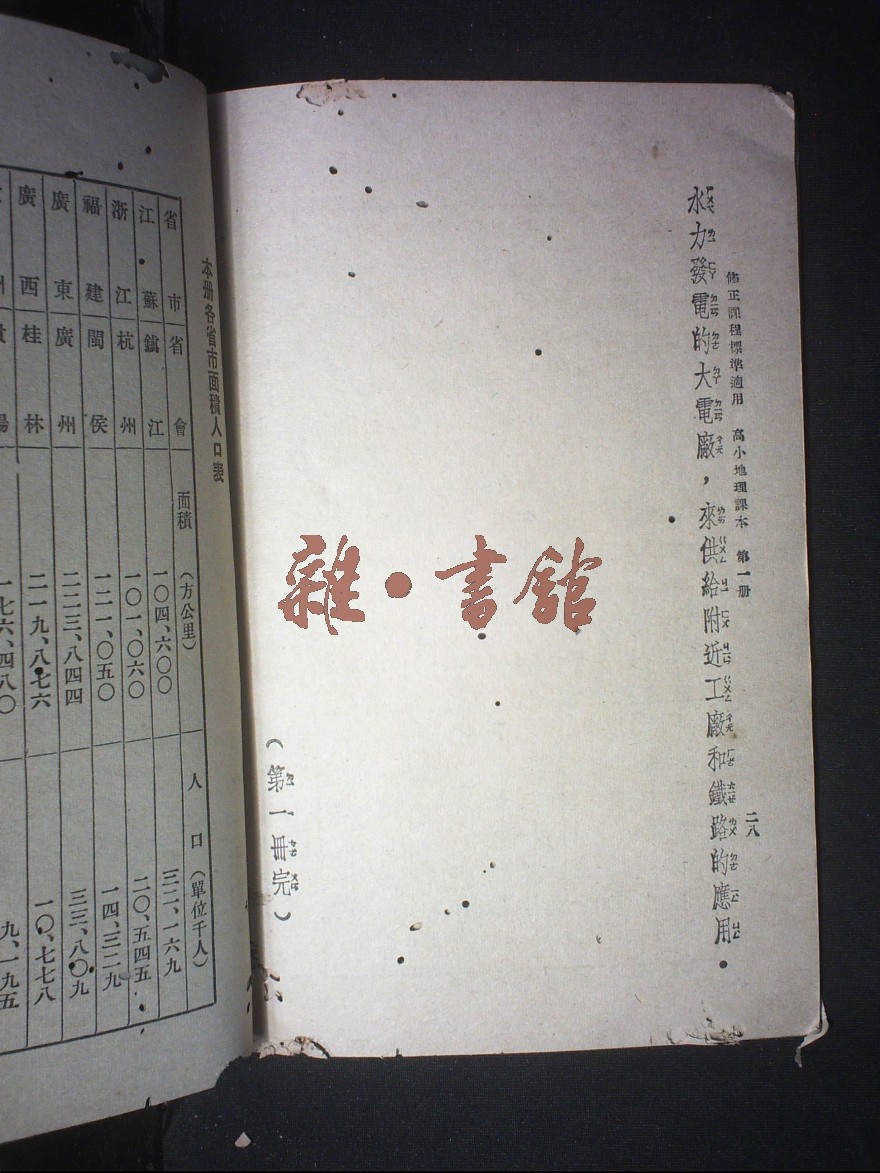 修正課程標準適用 高小地理課本 第一册 二八
水力發電的大電廠,來供給附近工廠和鐵路的應用。
(第一冊完)
雜•書館
本册各省市面積人口表
省市 省會 面積(方公里) 人口(單位千人)
江蘇 鎮江 一〇四、六〇〇 三二、一六九
浙江 杭州 一〇一、〇六〇 二〇、五四五
福建 閩侯 一二一、〇五〇 一四、三二九
廣東 廣州 二二三、八四四 三三、八〇九
廣西 桂林 二一九、八七六 一〇、七七八
一七六、四八〇 九、一九五